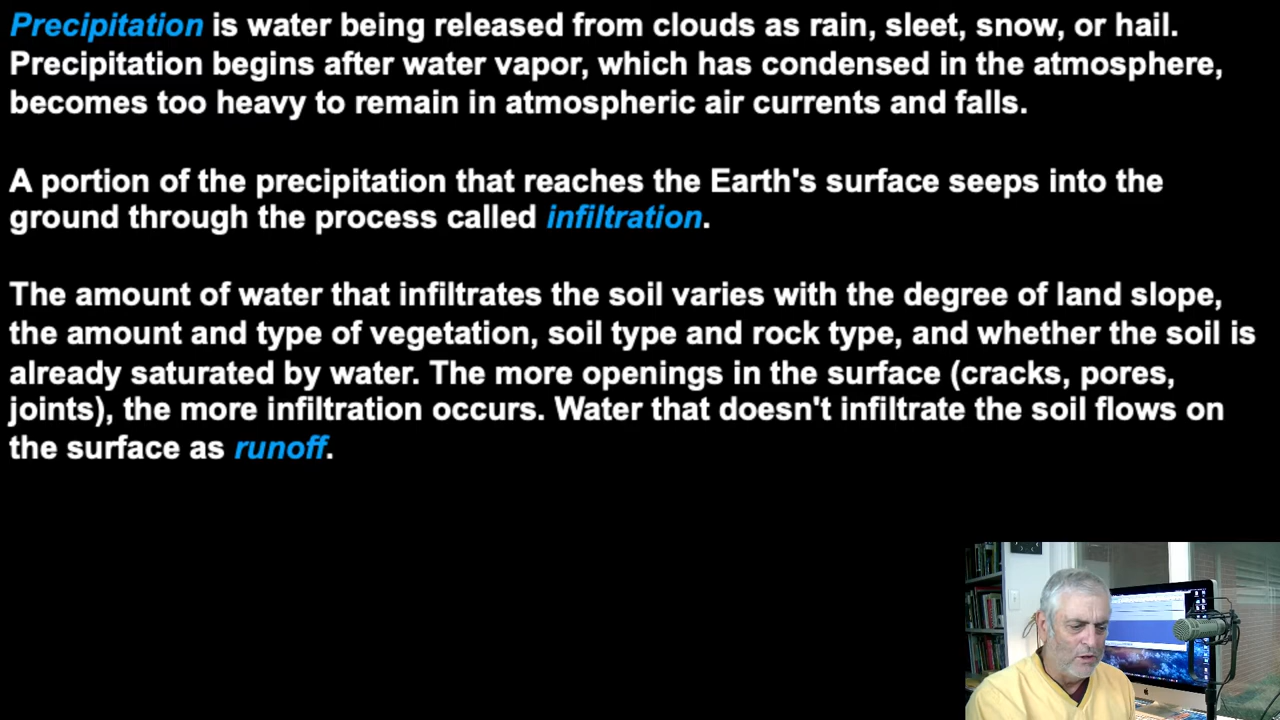 Precipitation is water being released from clouds as rain, sleet, snow, or hail.
Precipitation begins after water vapor, which has condensed in the atmosphere,
becomes too heavy to remain in atmospheric air currents and falls.
A portion of the precipitation that reaches the Earth's surface seeps into the
ground through the process called infiltration.
The amount of water that infiltrates the soil varies with the degree of land slope,
the amount and type of vegetation, soil type and rock type, and whether the soil is
already saturated by water. The more openings in the surface (cracks, pores,
joints), the more infiltration occurs. Water that doesn't infiltrate the soil flows on
the surface as runoff.